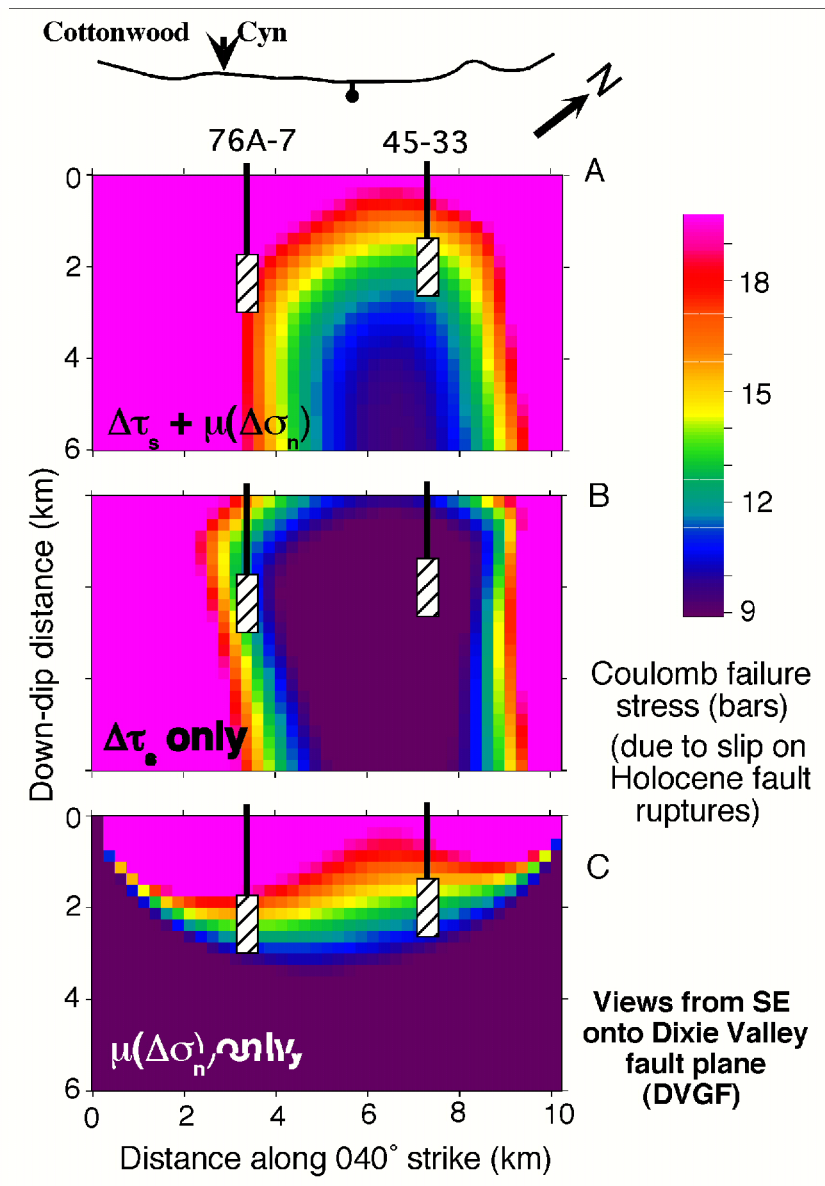 Cottonwood Cyn
N
76A-7 45-33
A
0
2
4
6
Δτs + μ(Δσn)
18
15
12
9
B
Δτs only
Down-dip distance (km)
Coulomb failure
stress (bars)
(due to slip on
Holocene fault
ruptures)
C
0
2
4
6
μ(Δσn) only
Views from SE
onto Dixie Valley
fault plane
(DVGF)
0 2 4 6 8 10
Distance along 040° strike (km)